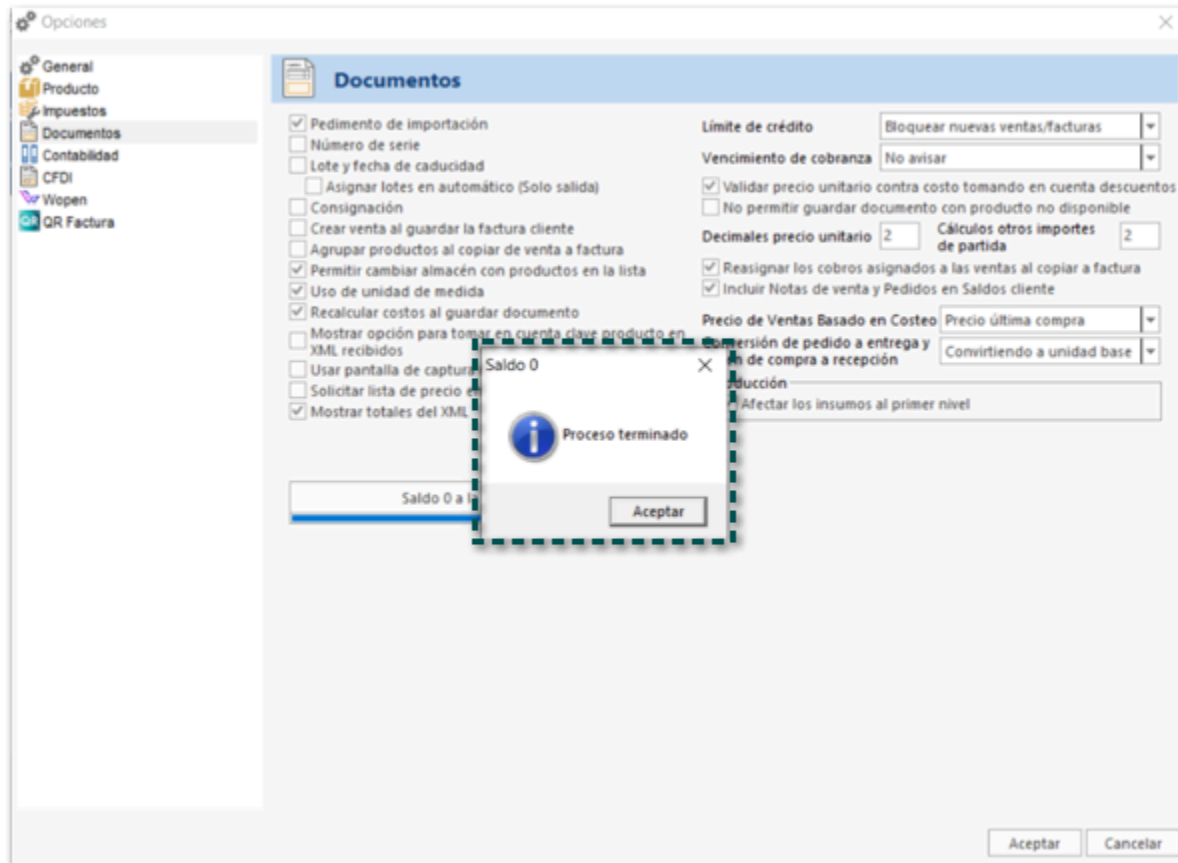 Opciones
General
Producto
Impuestos
Documentos
Contabilidad
CFDI
Wopen
QR Factura
Documentos
Pedimento de importación
Número de serie
Lote y fecha de caducidad
Asignar lotes en automático (Solo salida)
Consignación
Crear venta al guardar la factura cliente
Agrupar productos al copiar de venta a factura
Permitir cambiar almacén con productos en la lista
Uso de unidad de medida
Recalcular costos al guardar documento
Mostrar opción para tomar en cuenta clave producto en
XML recibidos
Usar pantalla de captura
Solicitar lista de precio
Mostrar totales del XML
Saldo 0 a
Límite de crédito Bloquear nuevas ventas/facturas
Vencimiento de cobranza No avisar
Validar precio unitario contra costo tomando en cuenta descuentos
No permitir guardar documento con producto no disponible
Decimales precio unitario 2 Cálculos otros importes
de partida 2
Reasignar los cobros asignados a las ventas al copiar a factura
Incluir Notas de venta y Pedidos en Saldos cliente
Precio de Ventas Basado en Costeo Precio última compra
de pedido a entrega y
de compra a recepción Convirtiendo a unidad base
Afectar los insumos al primer nivel
Saldo 0
Proceso terminado
Aceptar
Aceptar Cancelar